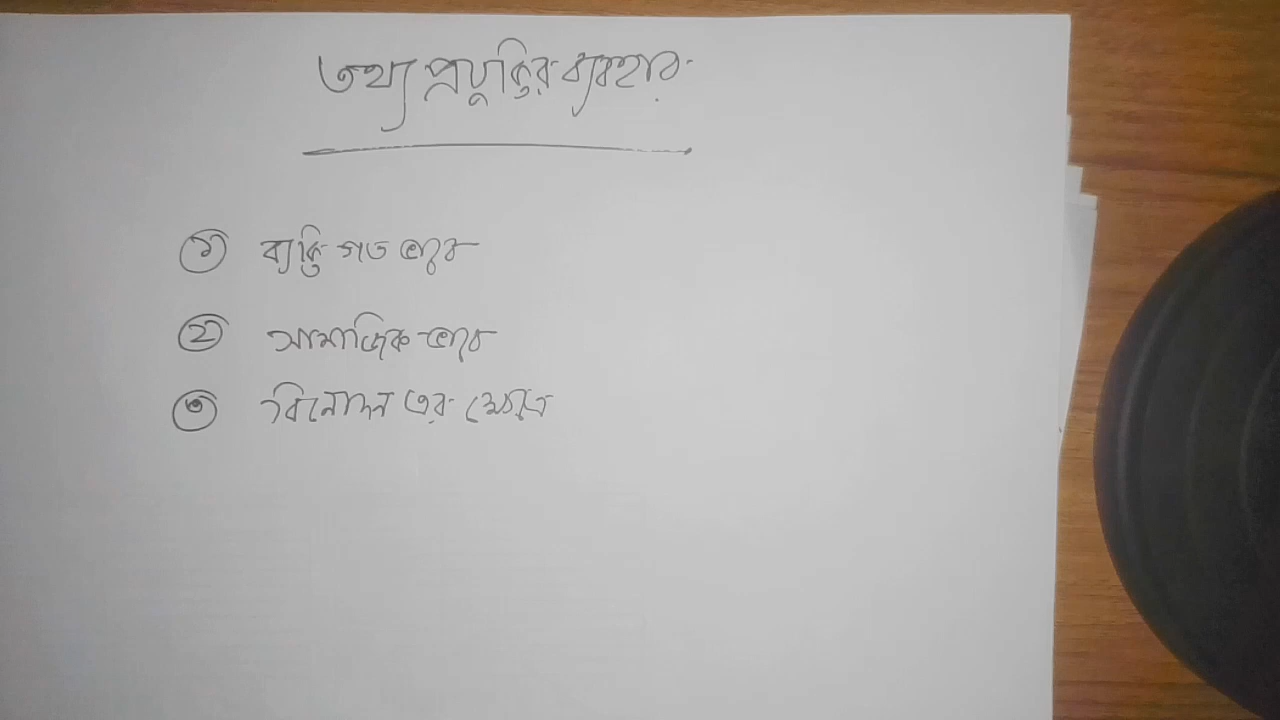 তথ্য প্রযুক্তির ব্যবহার
১ ব্যক্তি গত ভাবে
২ সামাজিক ভাবে
৩ বিনোদন এর ক্ষেত্রে